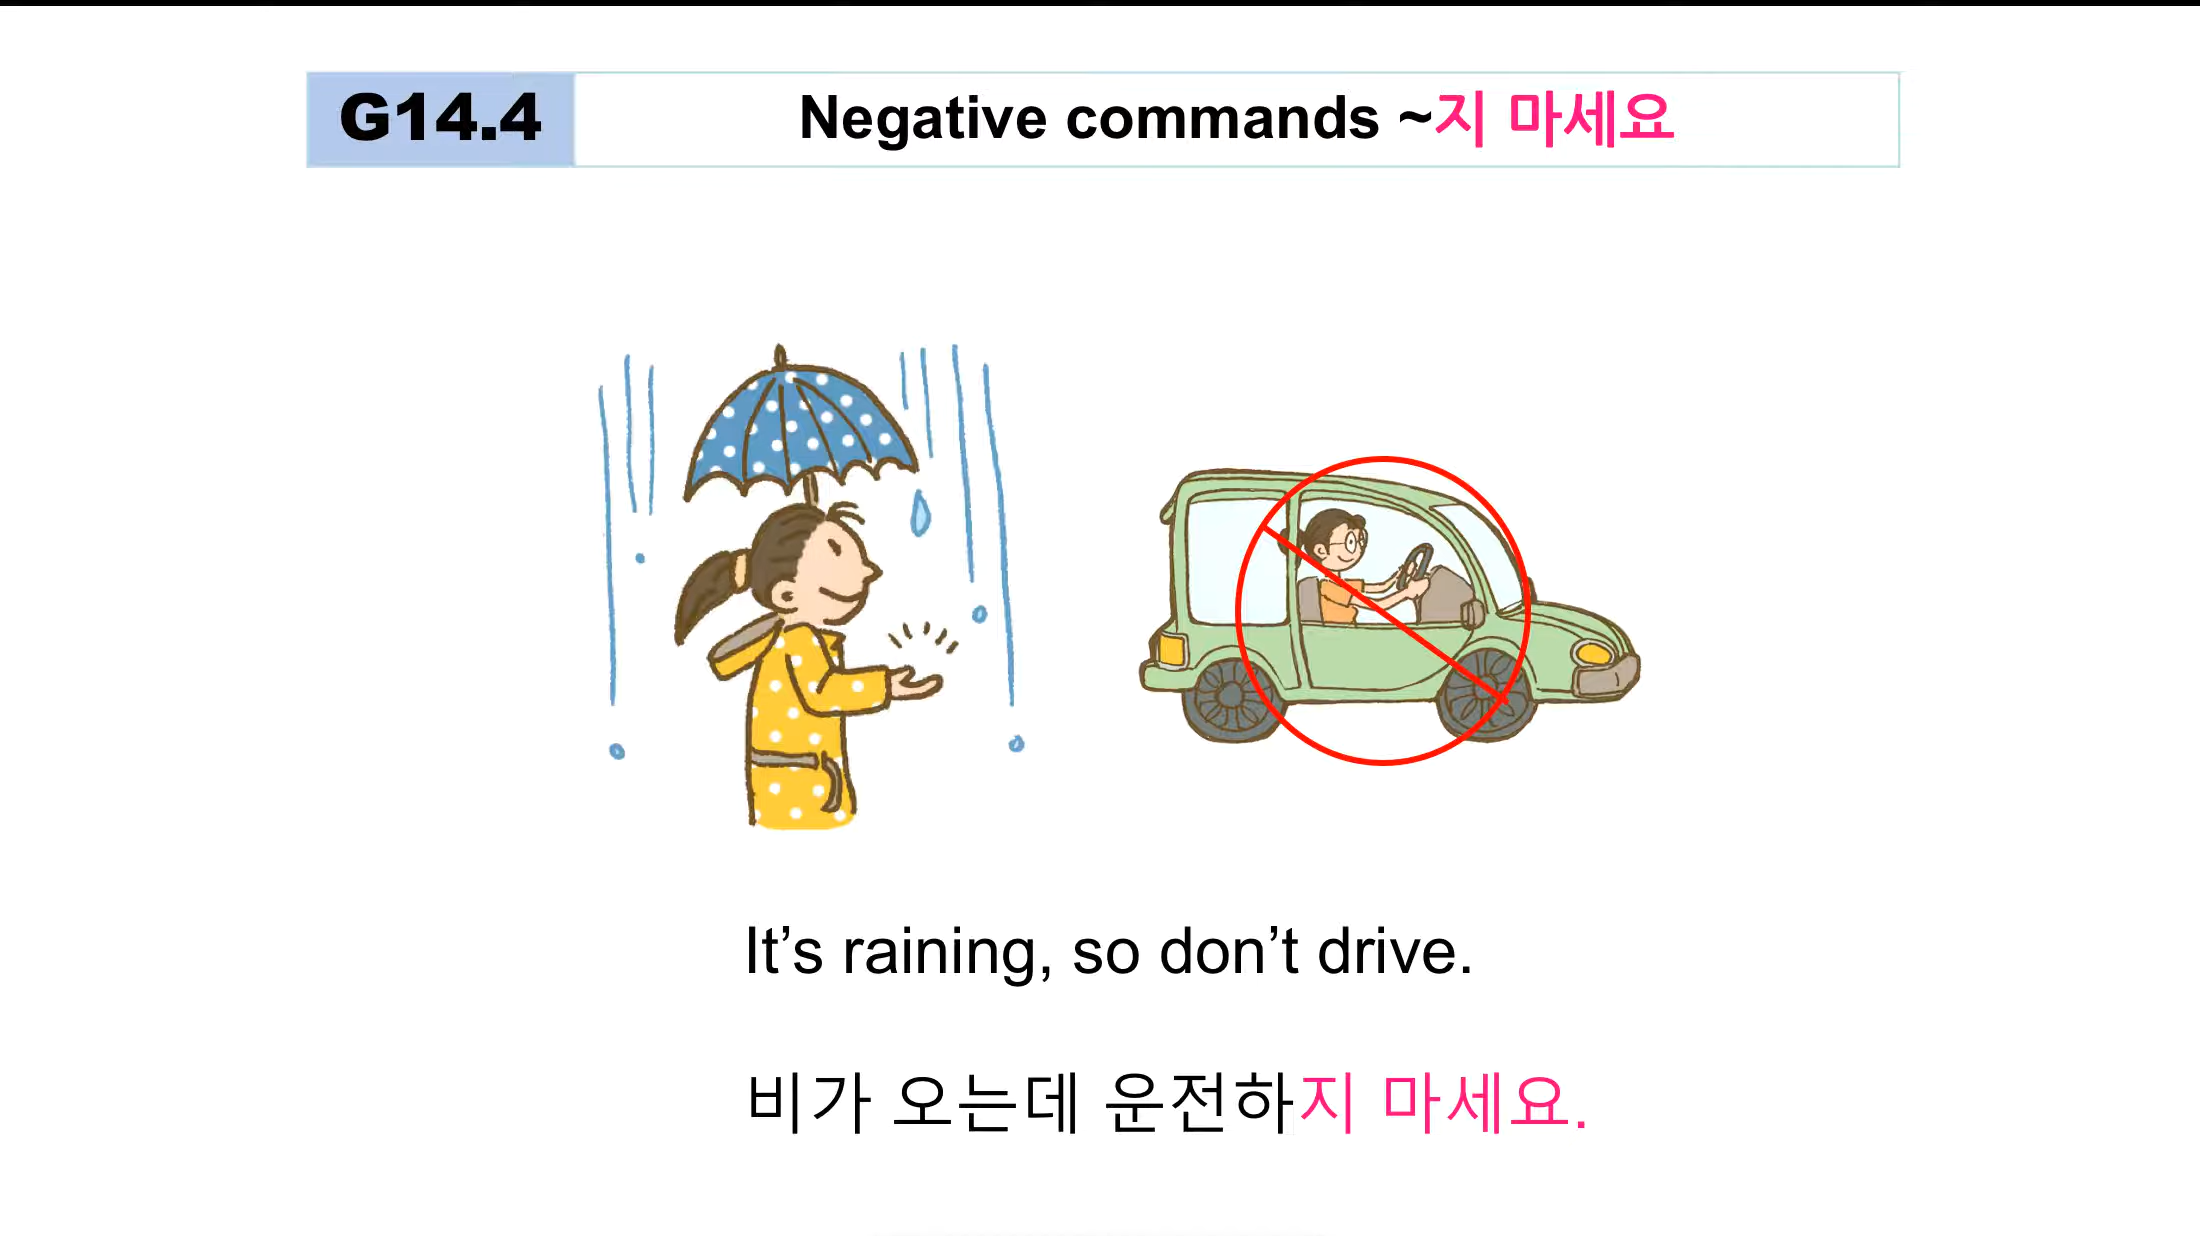 G14.4
Negative commands ~지 마세요
It’s raining, so don’t drive.
비가 오는데 운전하지 마세요.